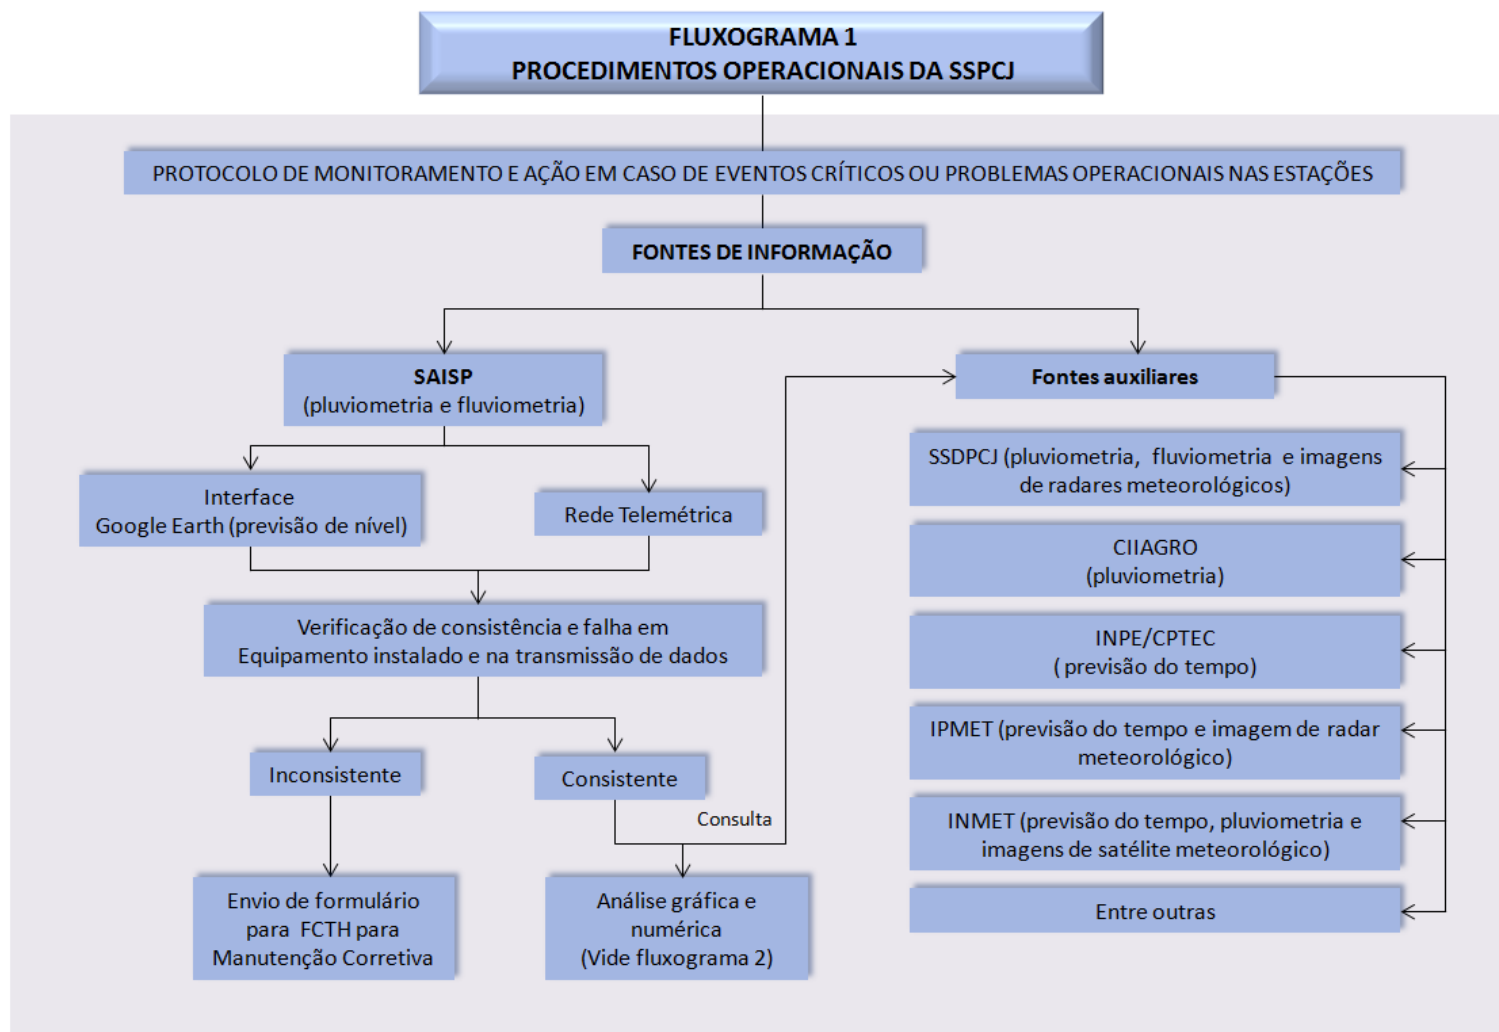 FLUXOGRAMA 1
PROCEDIMENTOS OPERACIONAIS DA SSPCJ
PROTOCOLO DE MONITORAMENTO E AÇÃO EM CASO DE EVENTOS CRÍTICOS OU PROBLEMAS OPERACIONAIS NAS ESTAÇÕES
FONTES DE INFORMAÇÃO
SAISP
(pluviometria e fluviometria)
Interface
Google Earth (previsão de nível)
Rede Telemétrica
Verificação de consistência e falha em
Equipamento instalado e na transmissão de dados
Inconsistente
Consistente
Consulta
Envio de formulário
para FCTH para
Manutenção Corretiva
Análise gráfica e
numérica
(Vide fluxograma 2)
Fontes auxiliares
SSDPCJ (pluviometria, fluviometria e imagens
de radares meteorológicos)
CIIAGRO
(pluviometria)
INPE/CPTEC
( previsão do tempo)
IPMET (previsão do tempo e imagem de radar
meteorológico)
INMET (previsão do tempo, pluviometria e
imagens de satélite meteorológico)
Entre outras